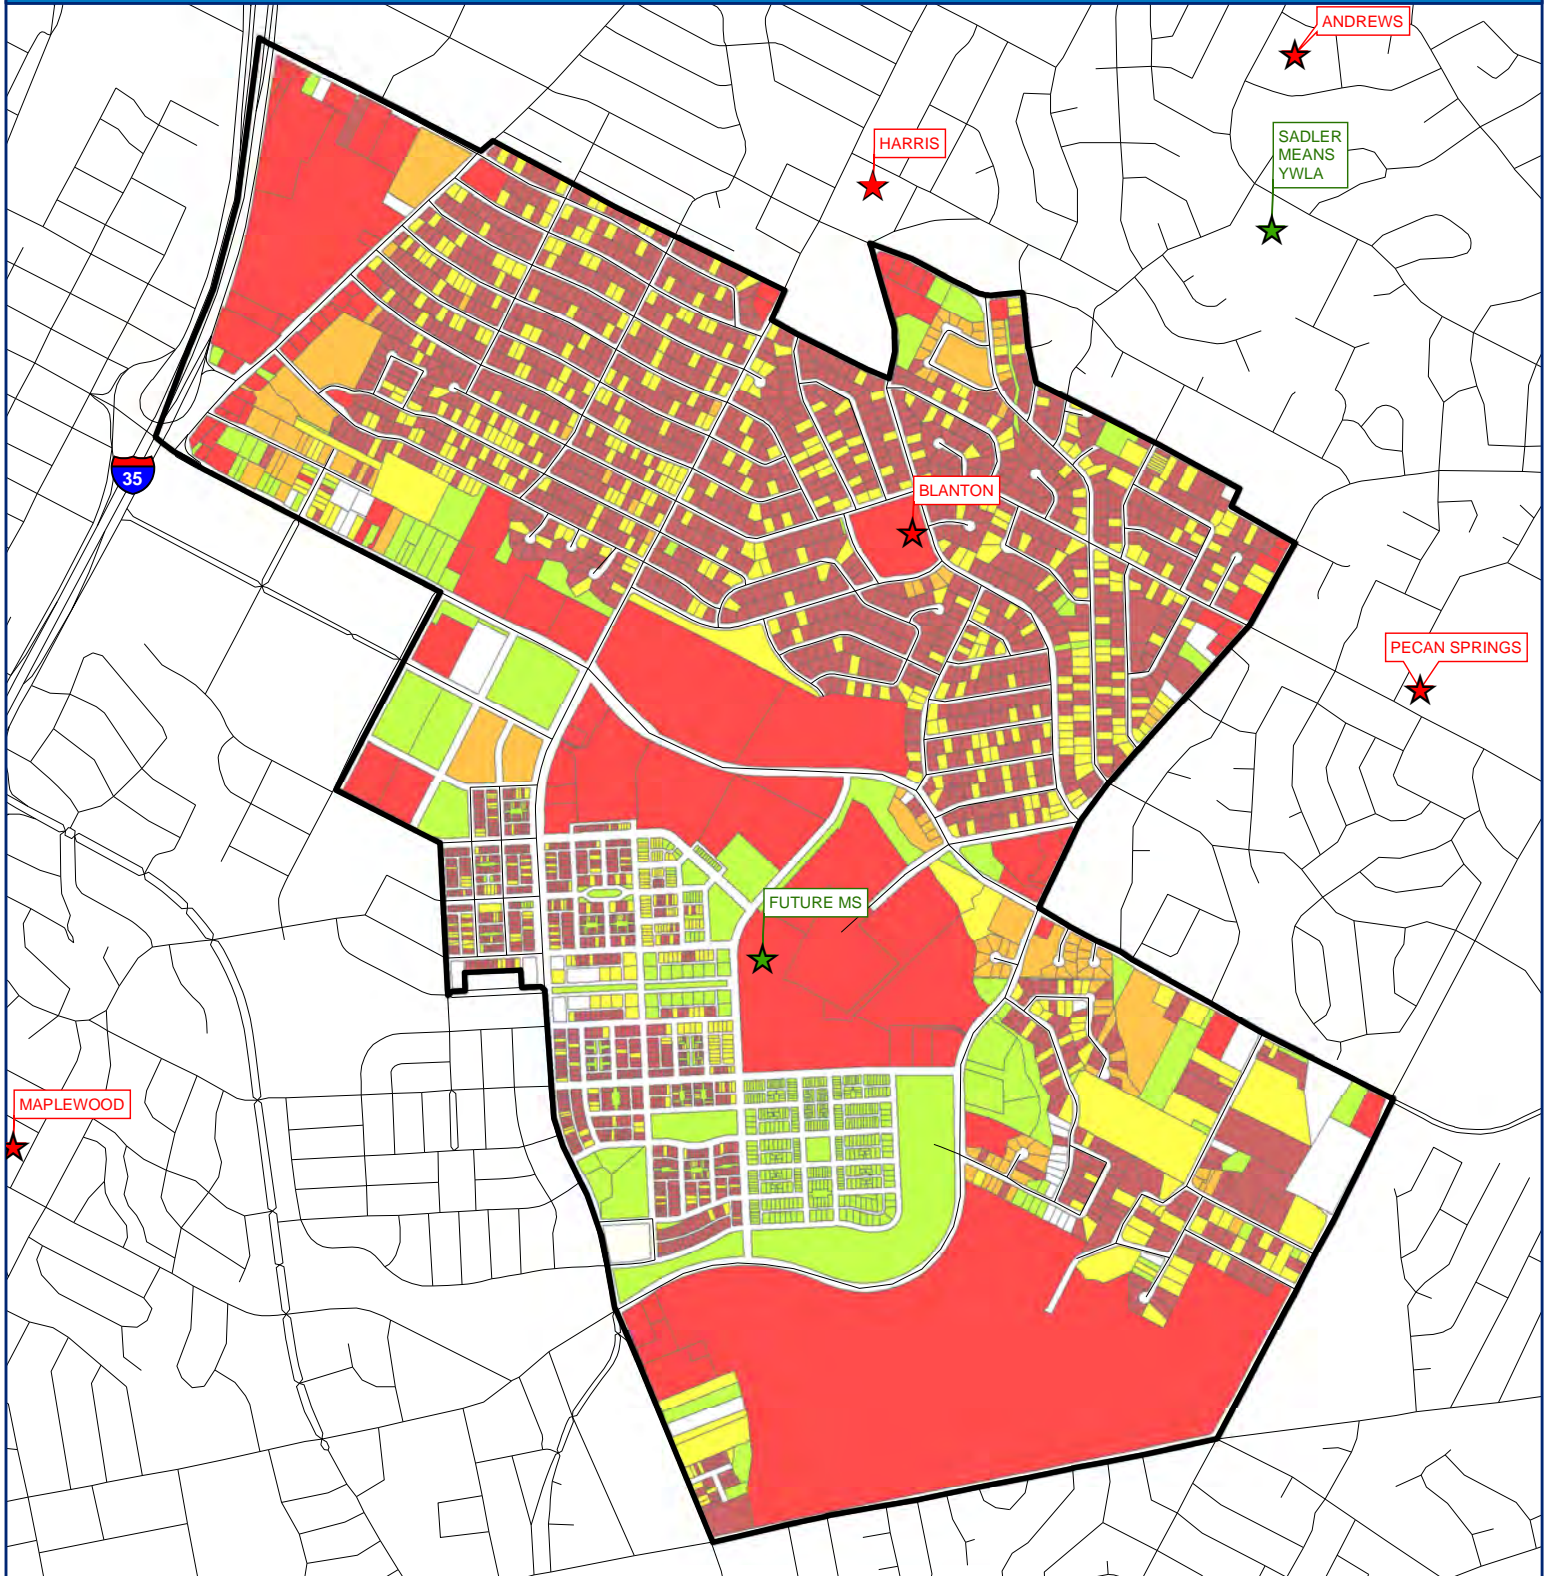 ANDREWS
HARRIS
SADLER
MEANS
YWLA
35
BLANTON
PECAN SPRINGS
FUTURE MS
MAPLEWOOD